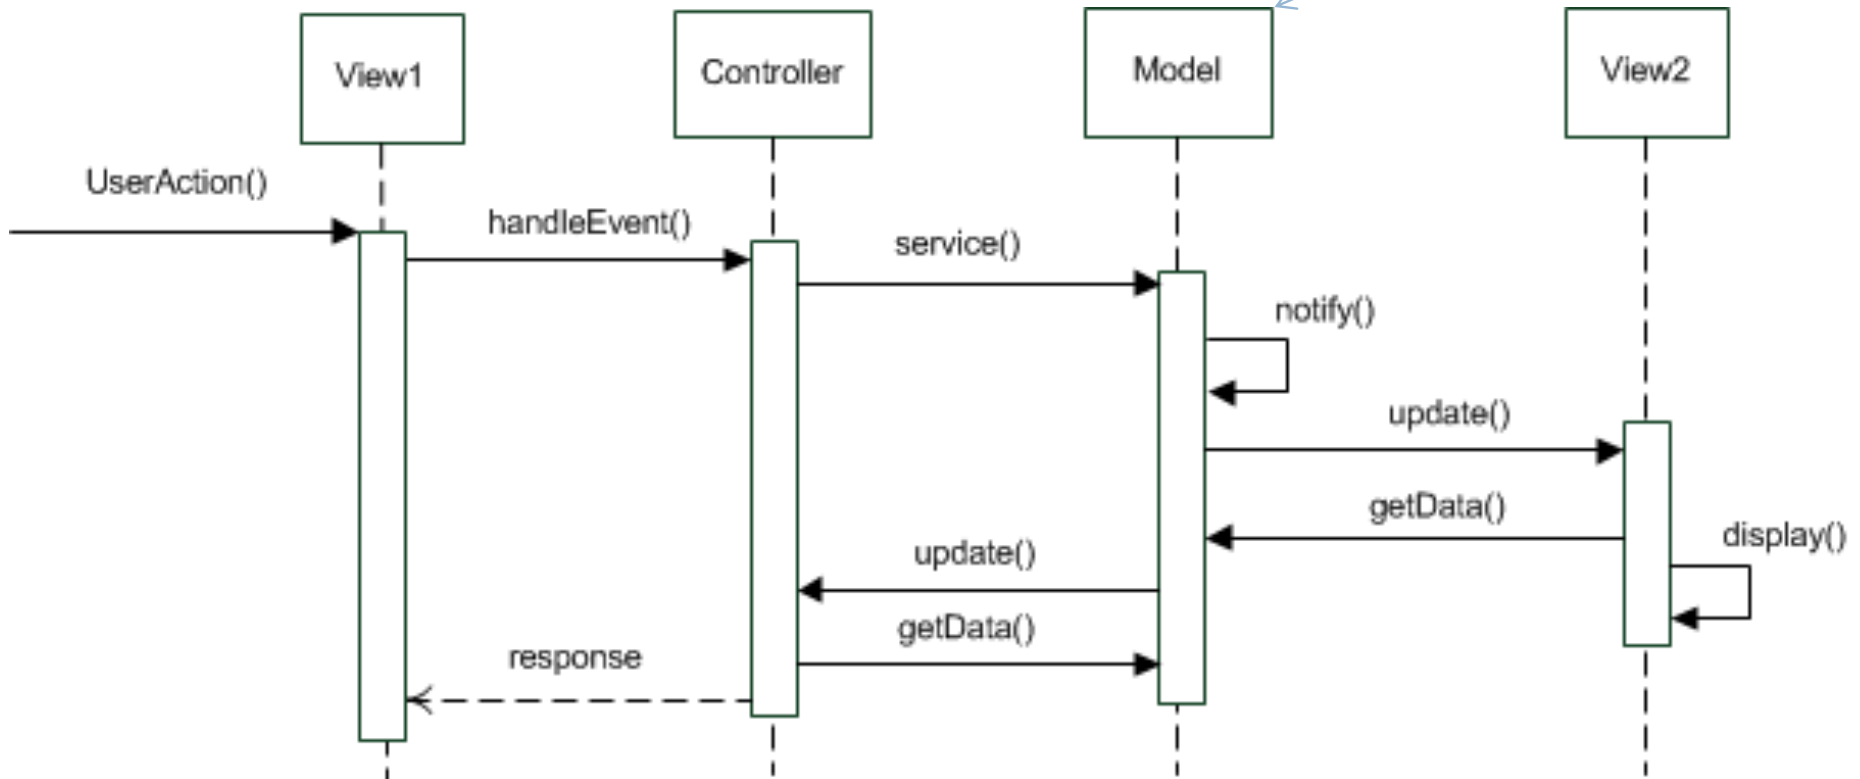 View1
Controller
Model
View2
UserAction()
handleEvent()
service()
notify()
update()
getData()
display()
update()
getData()
response